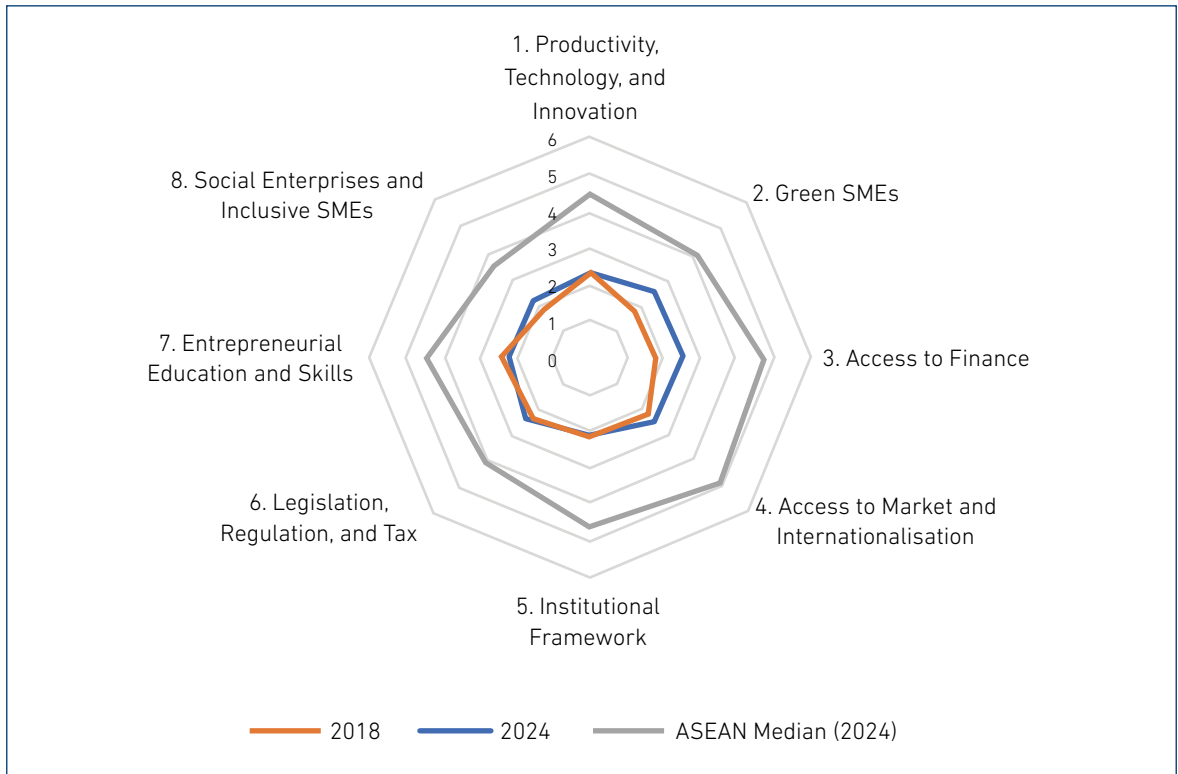 1. Productivity,
Technology, and
Innovation
8. Social Enterprises and
Inclusive SMEs
2. Green SMEs
6
5
4
3
2
1
0
7. Entrepreneurial
Education and Skills
3. Access to Finance
6. Legislation,
Regulation, and Tax
4. Access to Market and
Internationalisation
5. Institutional
Framework
2018
2024
ASEAN Median (2024)